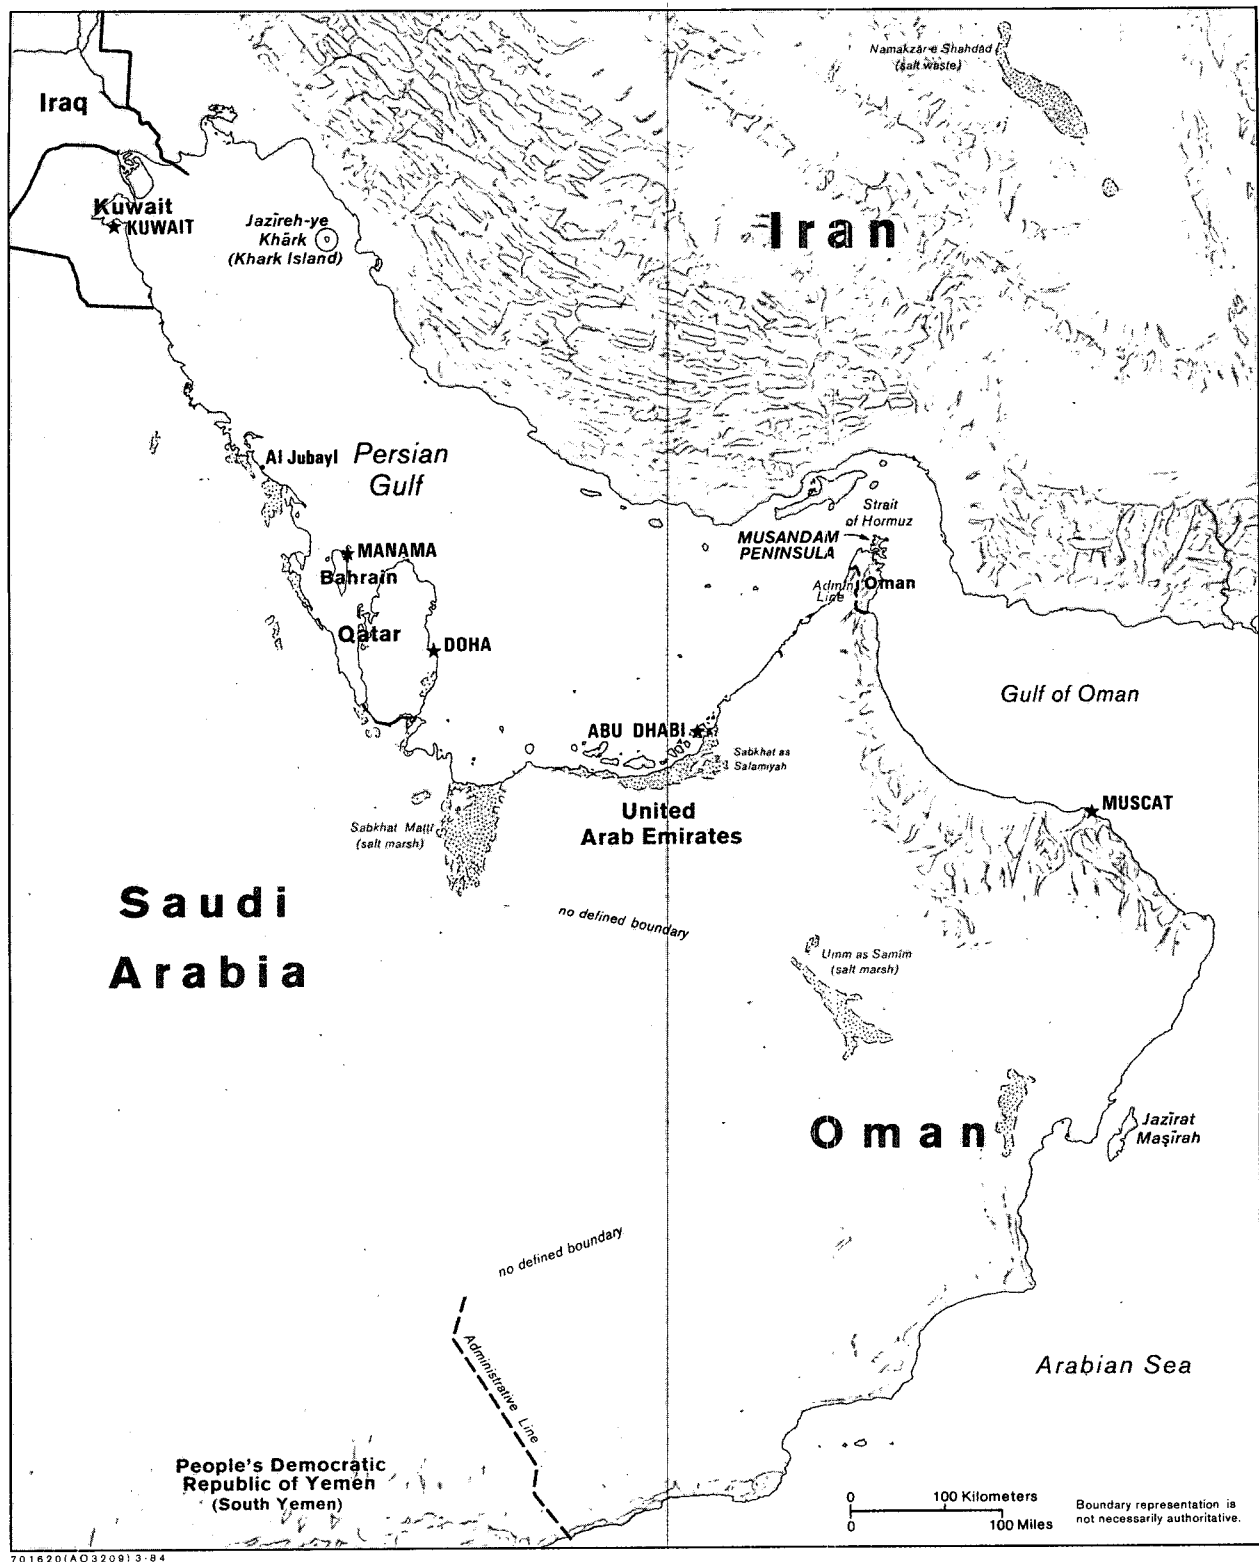 Namakzār-e Shahdād
(salt waste)
Iraq
Kuwait
KUWAIT
Jazīreh-ye
Khārk
(Khark Island)
Iran
Al Jubayl
Persian
Gulf
Strait
of Hormuz
MUSANDAM
PENINSULA
MANAMA
Bahrain
Admin
Line
Oman
Qatar
DOHA
Gulf of Oman
ABU DHABI
Sabkhat as
Salamiyah
United
Arab Emirates
MUSCAT
Sabkhat Maṭṭī
(salt marsh)
Saudi
Arabia
no defined boundary
Umm as Samīm
(salt marsh)
Oman
Jazīrat
Maşīrah
no defined boundary
Administrative Line
Arabian Sea
People's Democratic
Republic of Yemen
(South Yemen)
0 100 Kilometers
0 100 Miles
Boundary representation is
not necessarily authoritative.
701620(A03209)3-84